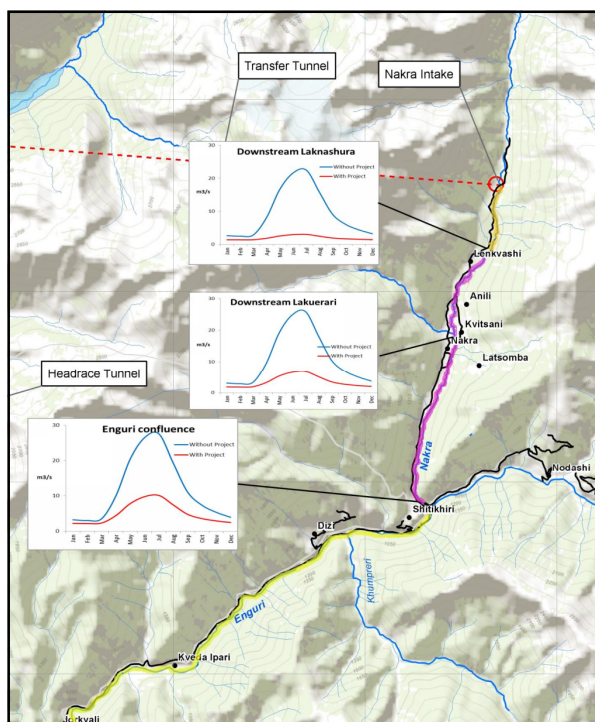 Transfer Tunnel
Nakra Intake
Downstream Laknashura
30
20
10
0
m3/s
Without Project
With Project
Jan Feb Mar Apr May Jun Jul Aug Sep Oct Nov Dec
Lenkvashi
Anili
Kvitsani
Nakra
Latsomba
Downstream Lakuerari
30
20
10
0
m3/s
Without Project
With Project
Jan Feb Mar Apr May Jun Jul Aug Sep Oct Nov Dec
Headrace Tunnel
Enguri confluence
30
20
10
0
m3/s
Without Project
With Project
Jan Feb Mar Apr May Jun Jul Aug Sep Oct Nov Dec
Nakra
Nodashi
Shitikhiri
Dizi
Khumpreri
Enguri
Kveda Ipari
Jorkvali